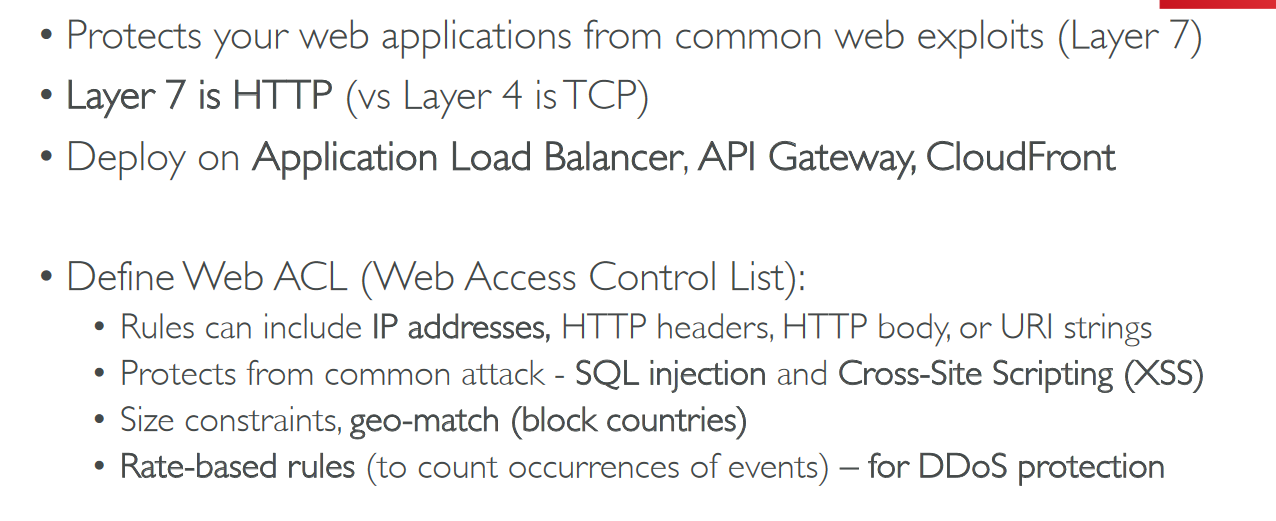 • Protects your web applications from common web exploits (Layer 7)
• Layer 7 is HTTP (vs Layer 4 is TCP)
• Deploy on Application Load Balancer, API Gateway, CloudFront
• Define Web ACL (Web Access Control List):
• Rules can include IP addresses, HTTP headers, HTTP body, or URI strings
• Protects from common attack - SQL injection and Cross-Site Scripting (XSS)
• Size constraints, geo-match (block countries)
• Rate-based rules (to count occurrences of events) – for DDoS protection